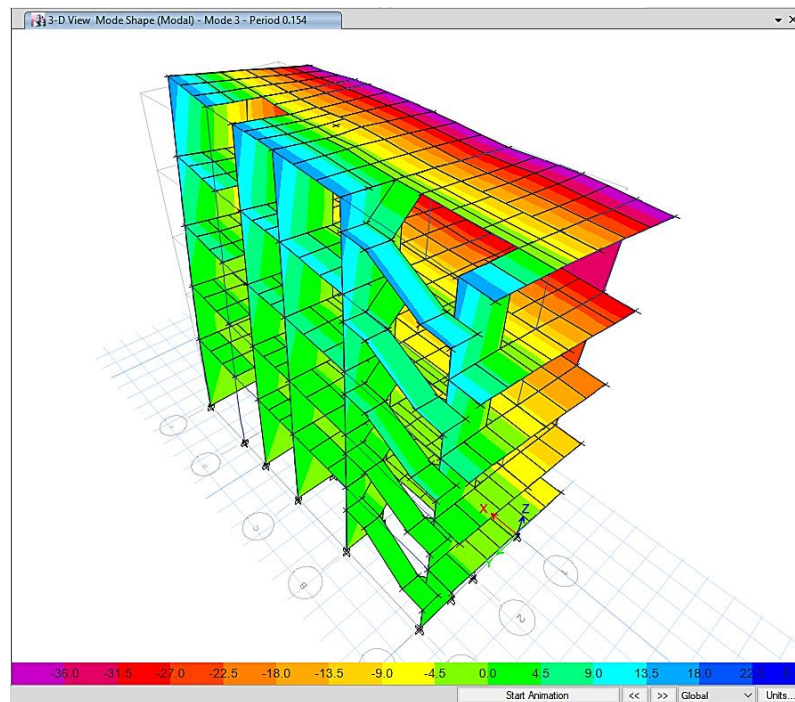 3-D View Mode Shape (Modal) - Mode 3 - Period 0.154
X
Z
1
2
B
C
-36.0 -31.5 -27.0 -22.5 -18.0 -13.5 -9.0 -4.5 0.0 4.5 9.0 13.5 18.0
Start Animation << >> Global Units...